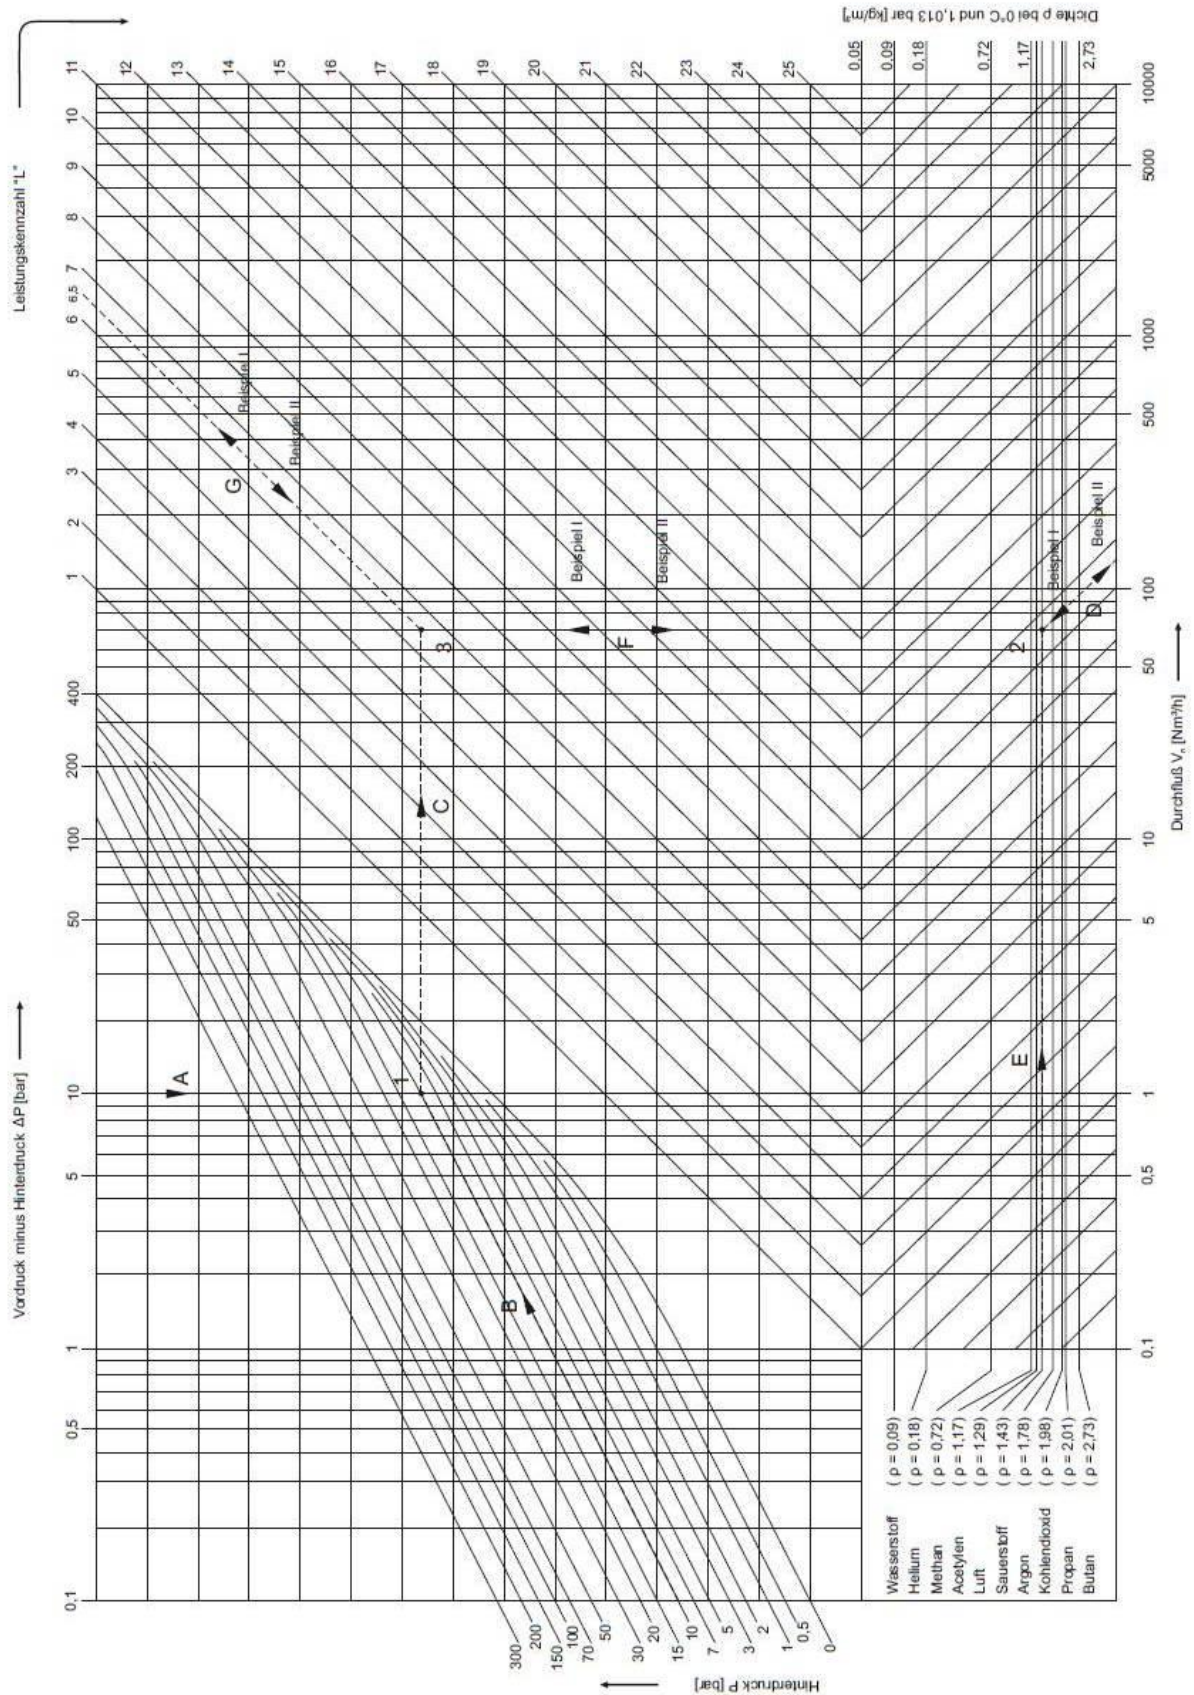 Vordruck minus Hinterdruck ΔP [bar]
Leistungskennzahl "L"
0,1
0,5
1
5
10
50
100
200
400
1
2
3
4
5
6
6,5
7
8
9
10
11
12
13
14
15
16
17
18
19
20
21
22
23
24
25
0,05
0,09
0,18
0,72
1,17
2,73
Dichte ρ bei 0°C und 1,013 bar [kg/m³]
A
1
B
C
3
G
Beispiel I
Beispiel II
F
Beispiel I
Beispiel II
E
2
D
Beispiel I
Beispiel II
300
200
150
100
70
50
30
20
15
10
7
5
3
2
1
0,5
0
Hinterdruck P [bar]
Wasserstoff ( ρ = 0,09)
Helium ( ρ = 0,18)
Methan ( ρ = 0,72)
Acetylen ( ρ = 1,17)
Luft ( ρ = 1,29)
Sauerstoff ( ρ = 1,43)
Argon ( ρ = 1,78)
Kohlendioxid ( ρ = 1,98)
Propan ( ρ = 2,01)
Butan ( ρ = 2,73)
0,1
0,5
1
5
10
50
100
500
1000
5000
10000
Durchfluß Vₙ [Nm³/h]